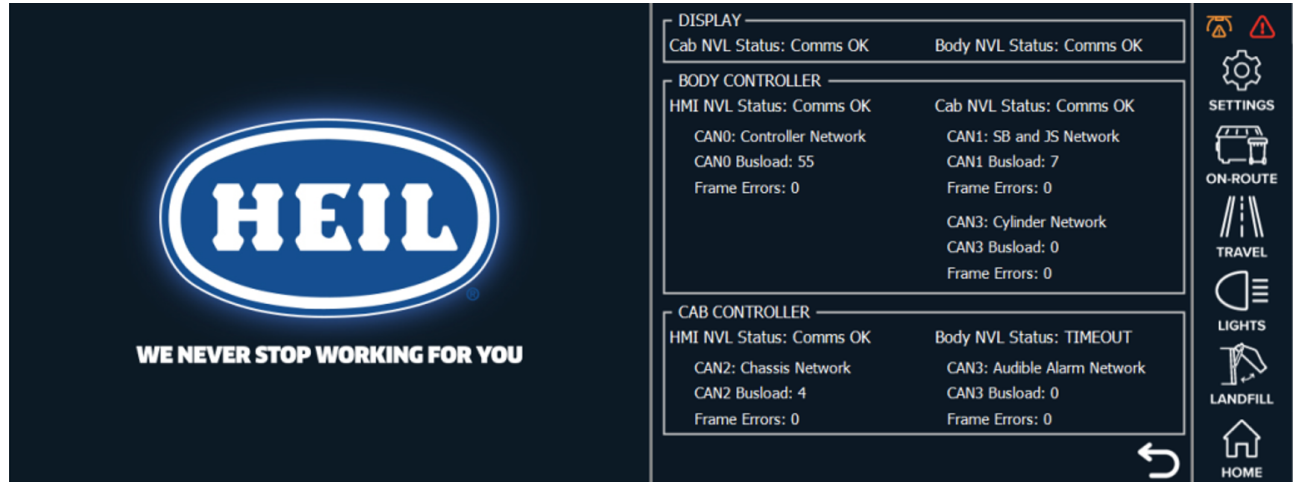 HEIL
®
WE NEVER STOP WORKING FOR YOU
DISPLAY
Cab NVL Status: Comms OK
Body NVL Status: Comms OK
BODY CONTROLLER
HMI NVL Status: Comms OK
Cab NVL Status: Comms OK
CAN0: Controller Network
CAN0 Busload: 55
Frame Errors: 0
CAN1: SB and JS Network
CAN1 Busload: 7
Frame Errors: 0
CAN3: Cylinder Network
CAN3 Busload: 0
Frame Errors: 0
CAB CONTROLLER
HMI NVL Status: Comms OK
Body NVL Status: TIMEOUT
CAN2: Chassis Network
CAN2 Busload: 4
Frame Errors: 0
CAN3: Audible Alarm Network
CAN3 Busload: 0
Frame Errors: 0
SETTINGS
ON-ROUTE
TRAVEL
LIGHTS
LANDFILL
HOME